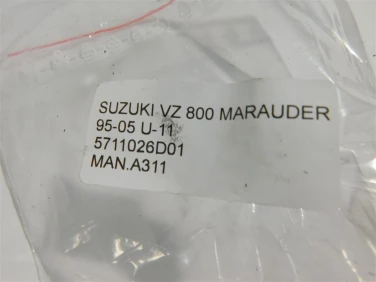 SUZUKI VZ 800 MARAUDER
95-05 U-11
5711026D01
MAN.A311